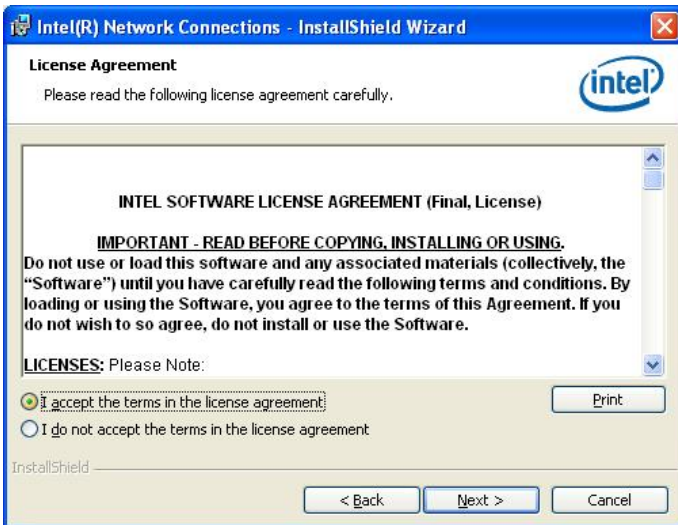 Intel(R) Network Connections - InstallShield Wizard
License Agreement
Please read the following license agreement carefully.
intel
INTEL SOFTWARE LICENSE AGREEMENT (Final, License)
IMPORTANT - READ BEFORE COPYING, INSTALLING OR USING.
Do not use or load this software and any associated materials (collectively, the
“Software”) until you have carefully read the following terms and conditions. By
loading or using the Software, you agree to the terms of this Agreement. If you
do not wish to so agree, do not install or use the Software.
LICENSES: Please Note:
I accept the terms in the license agreement
Print
I do not accept the terms in the license agreement
InstallShield
< Back
Next >
Cancel